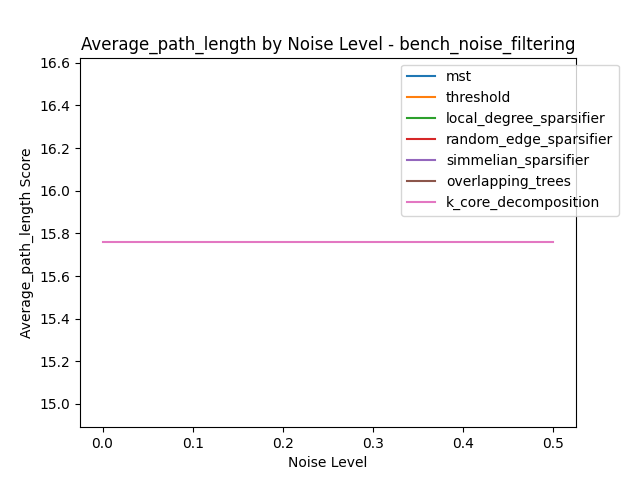 Average_path_length by Noise Level - bench_noise_filtering
Average_path_length Score
16.6
16.4
16.2
16.0
15.8
15.6
15.4
15.2
15.0
mst
threshold
local_degree_sparsifier
random_edge_sparsifier
simmelian_sparsifier
overlapping_trees
k_core_decomposition
0.0 0.1 0.2 0.3 0.4 0.5
Noise Level